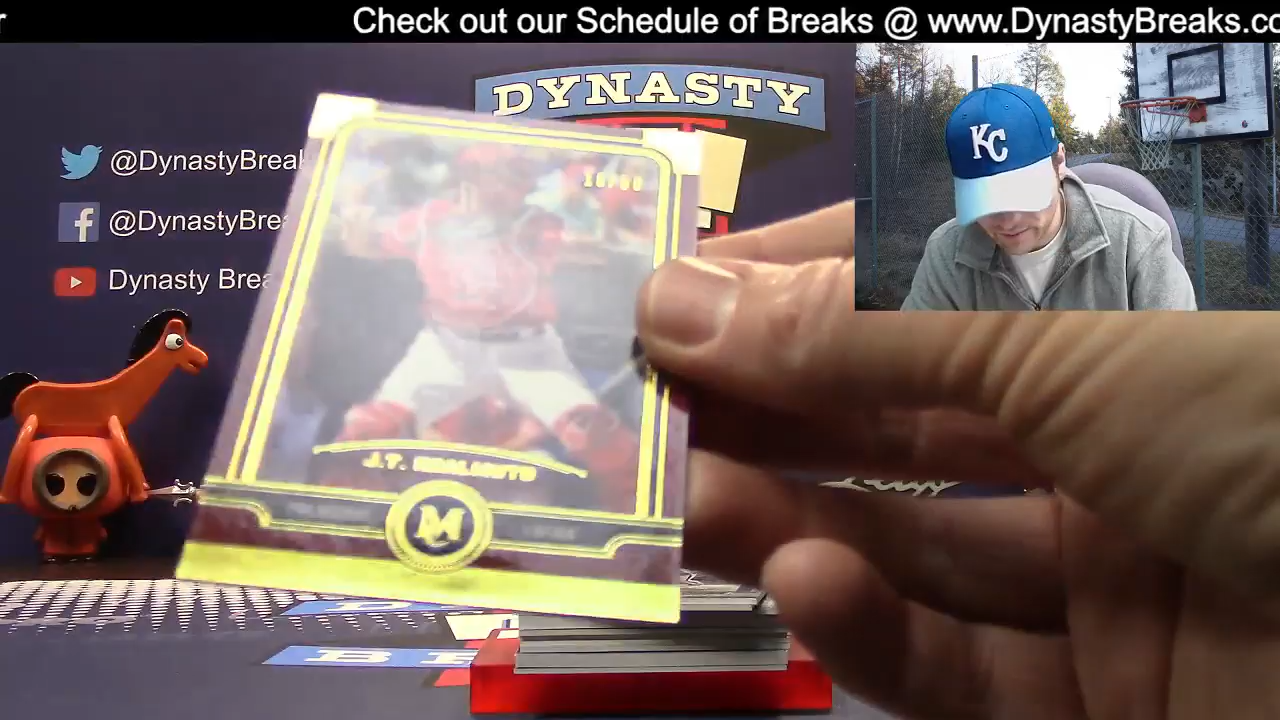 r Check out our Schedule of Breaks @ www.DynastyBreaks.co
DYNASTY
@DynastyBreak
@DynastyBrea
Dynasty Brea
KC
J.T. REALMUTO
M